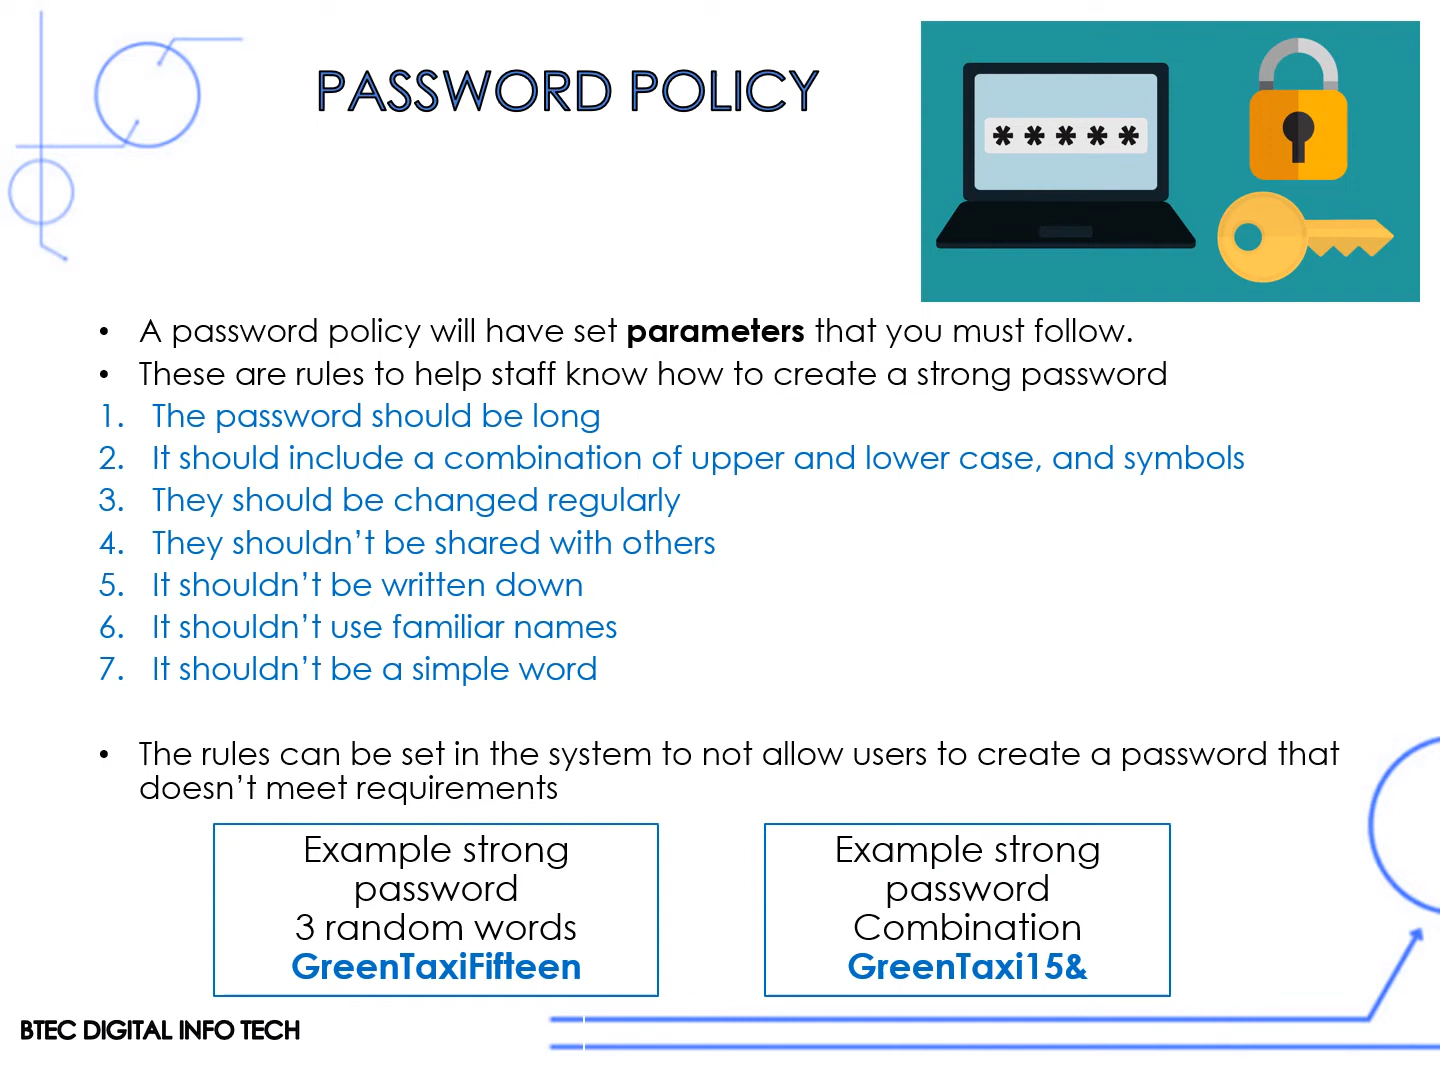 PASSWORD POLICY
*****
• A password policy will have set parameters that you must follow.
• These are rules to help staff know how to create a strong password
1. The password should be long
2. It should include a combination of upper and lower case, and symbols
3. They should be changed regularly
4. They shouldn’t be shared with others
5. It shouldn’t be written down
6. It shouldn’t use familiar names
7. It shouldn’t be a simple word
• The rules can be set in the system to not allow users to create a password that
doesn’t meet requirements
Example strong
password
3 random words
GreenTaxiFifteen
Example strong
password
Combination
GreenTaxi15&
BTEC DIGITAL INFO TECH